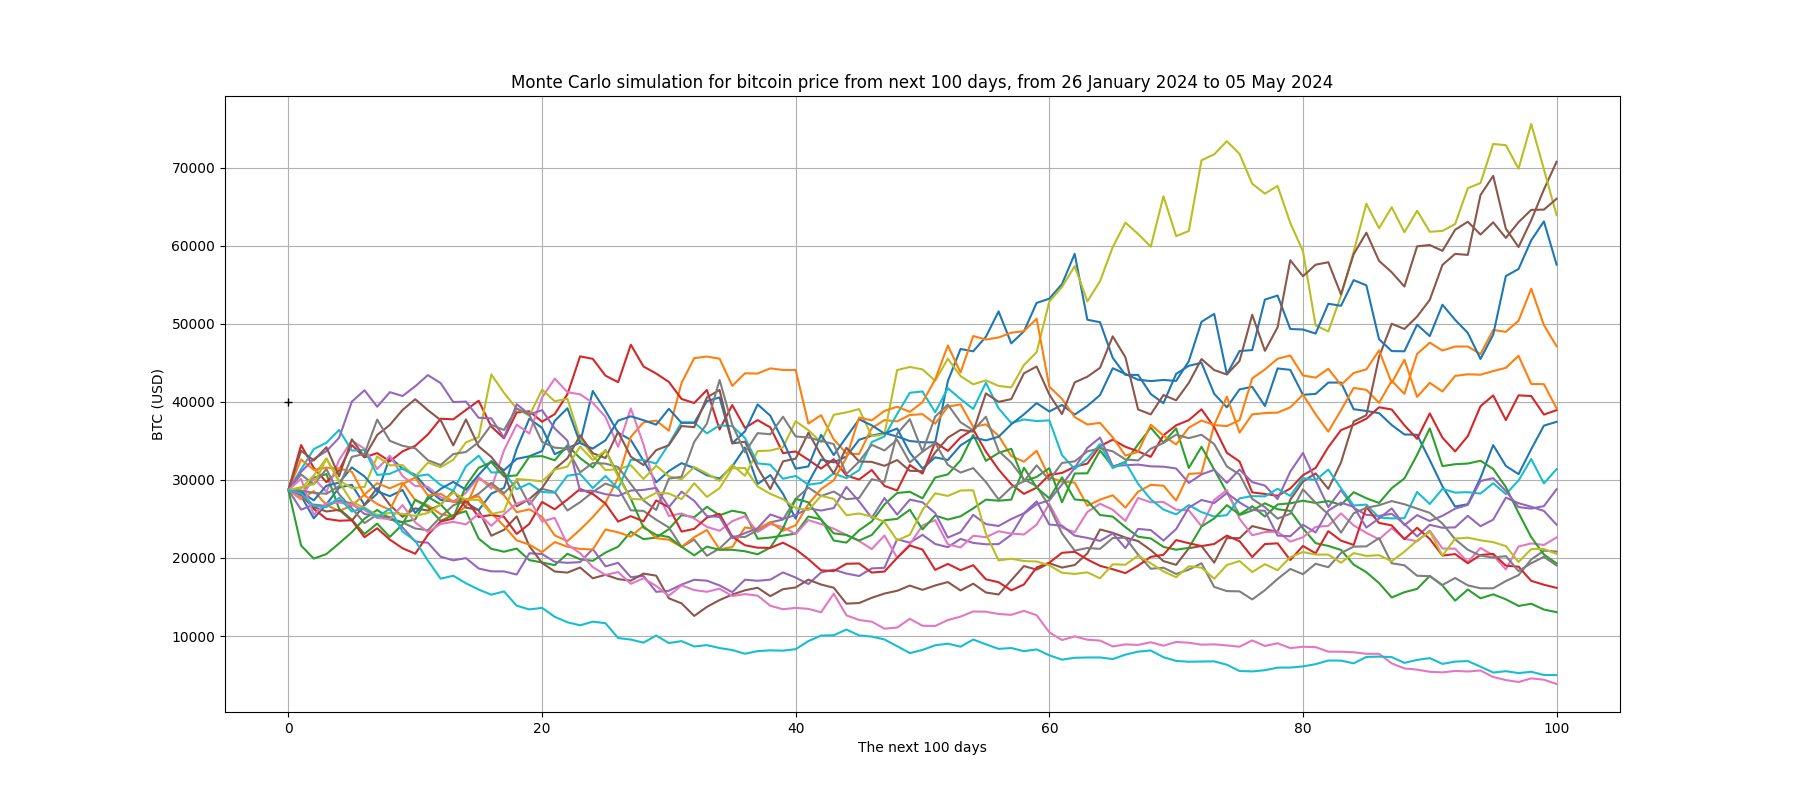 Monte Carlo simulation for bitcoin price from next 100 days, from 26 January 2024 to 05 May 2024
70000
60000
50000
40000
30000
20000
10000
BTC (USD)
0 20 40 60 80 100
The next 100 days